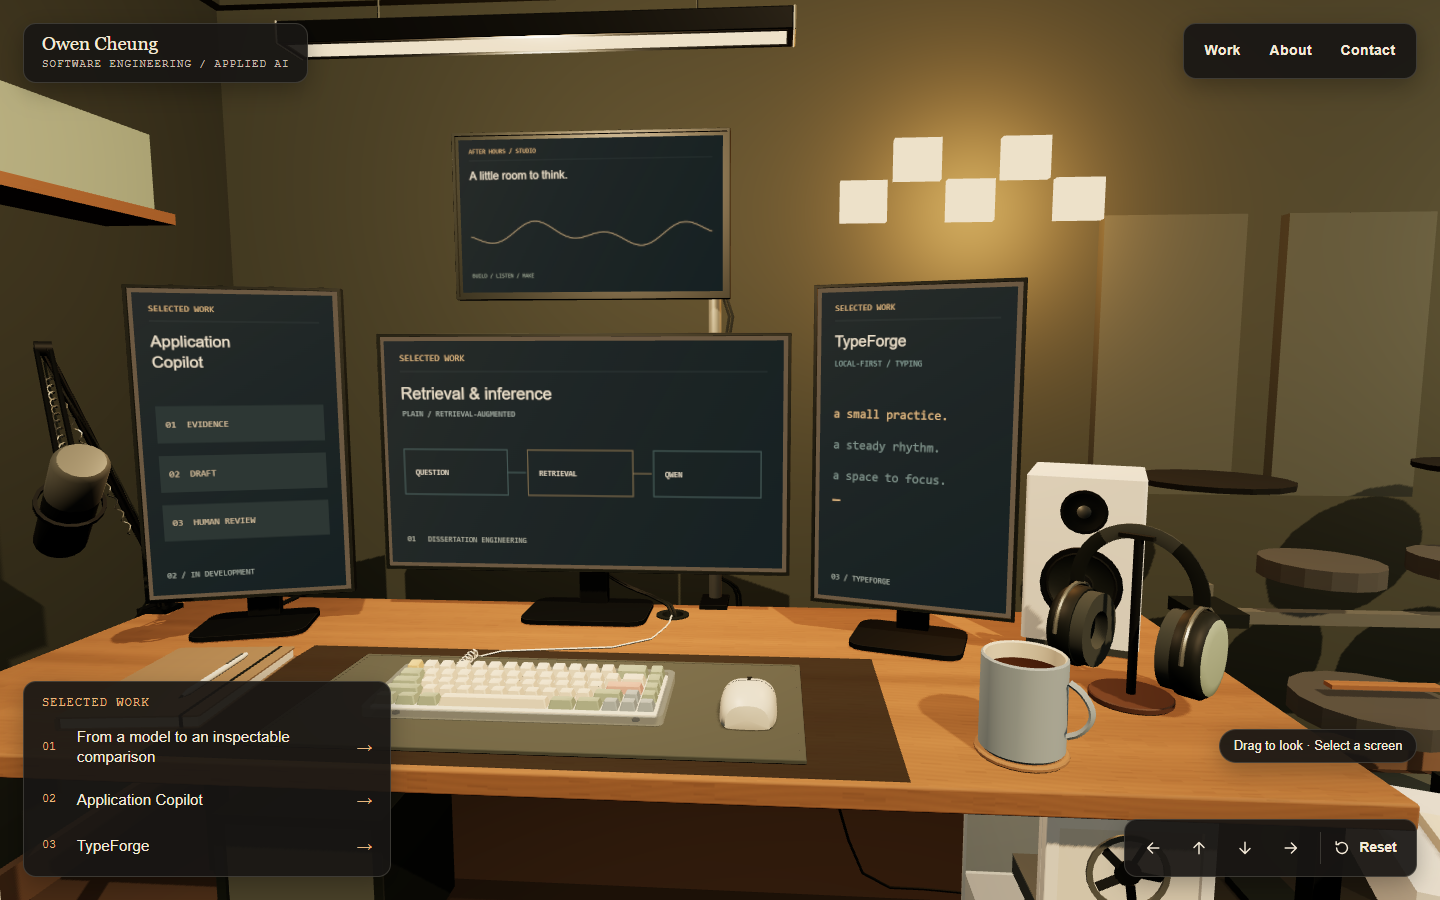 Owen Cheung
SOFTWARE ENGINEERING / APPLIED AI
Work
About
Contact
AFTER HOURS / STUDIO
A little room to think.
BUILD / LISTEN / MAKE
SELECTED WORK
Application
Copilot
01 EVIDENCE
02 DRAFT
03 HUMAN REVIEW
02 / IN DEVELOPMENT
SELECTED WORK
Retrieval & inference
PLAIN / RETRIEVAL-AUGMENTED
QUESTION
RETRIEVAL
QWEN
01 DISSERTATION ENGINEERING
SELECTED WORK
TypeForge
LOCAL-FIRST / TYPING
a small practice.
a steady rhythm.
a space to focus.
03 / TYPEFORGE
SELECTED WORK
01 From a model to an inspectable
comparison →
02 Application Copilot →
03 TypeForge →
Drag to look · Select a screen
← ↑ ↓ → Reset